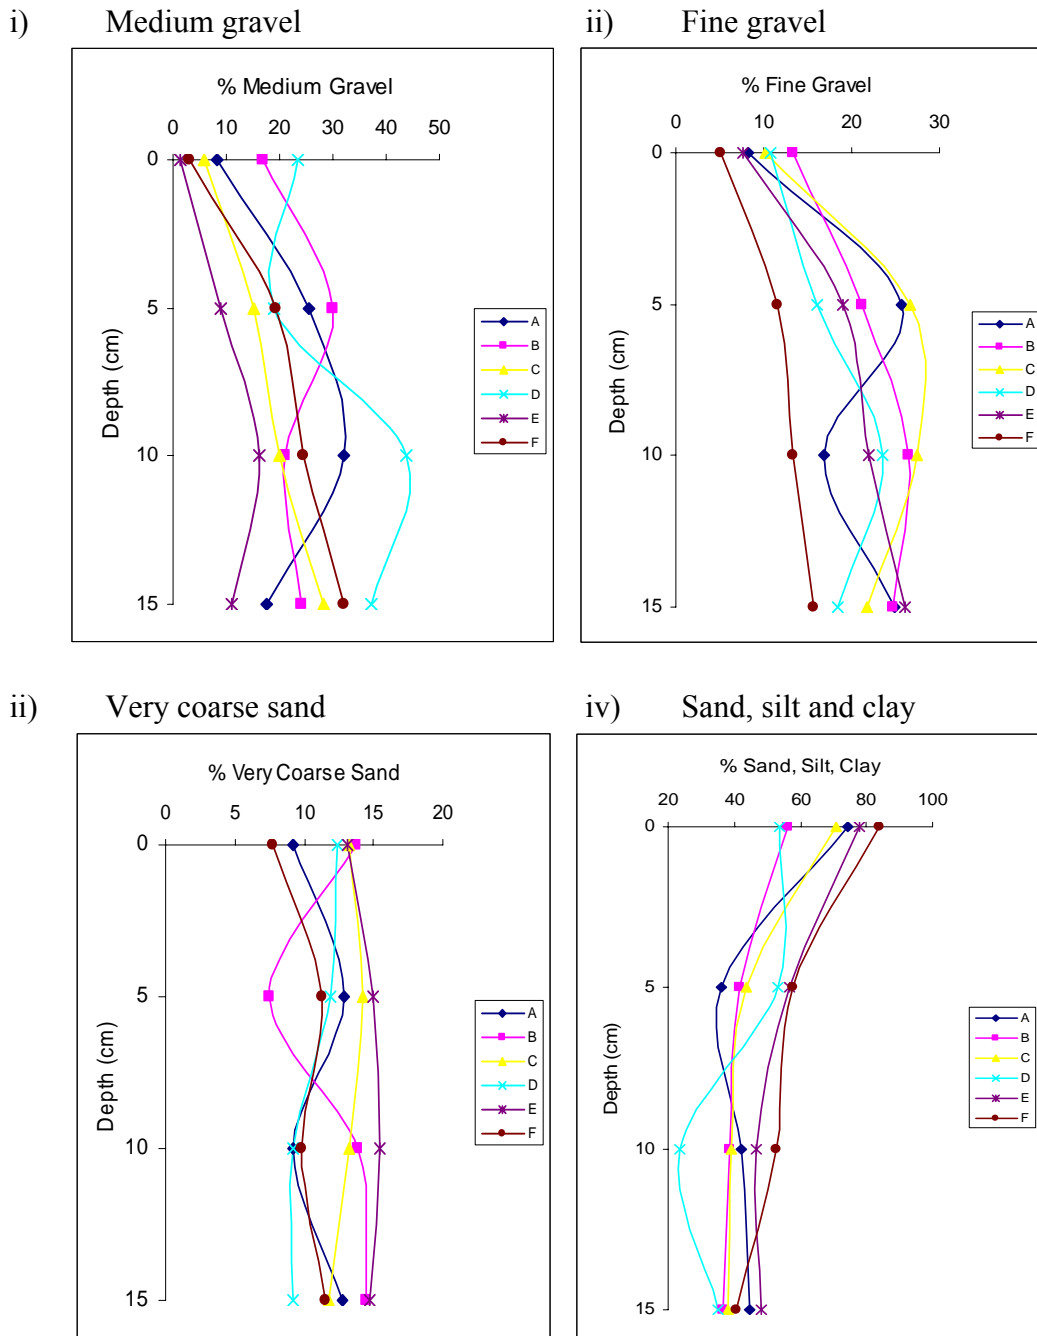 i) Medium gravel
% Medium Gravel
0 10 20 30 40 50
0
5
10
15
Depth (cm)
A
B
C
D
E
F
ii) Fine gravel
% Fine Gravel
0 10 20 30
0
5
10
15
Depth (cm)
A
B
C
D
E
F
ii) Very coarse sand
% Very Coarse Sand
0 5 10 15 20
0
5
10
15
Depth (cm)
A
B
C
D
E
F
iv) Sand, silt and clay
% Sand, Silt, Clay
20 40 60 80 100
0
5
10
15
Depth (cm)
A
B
C
D
E
F